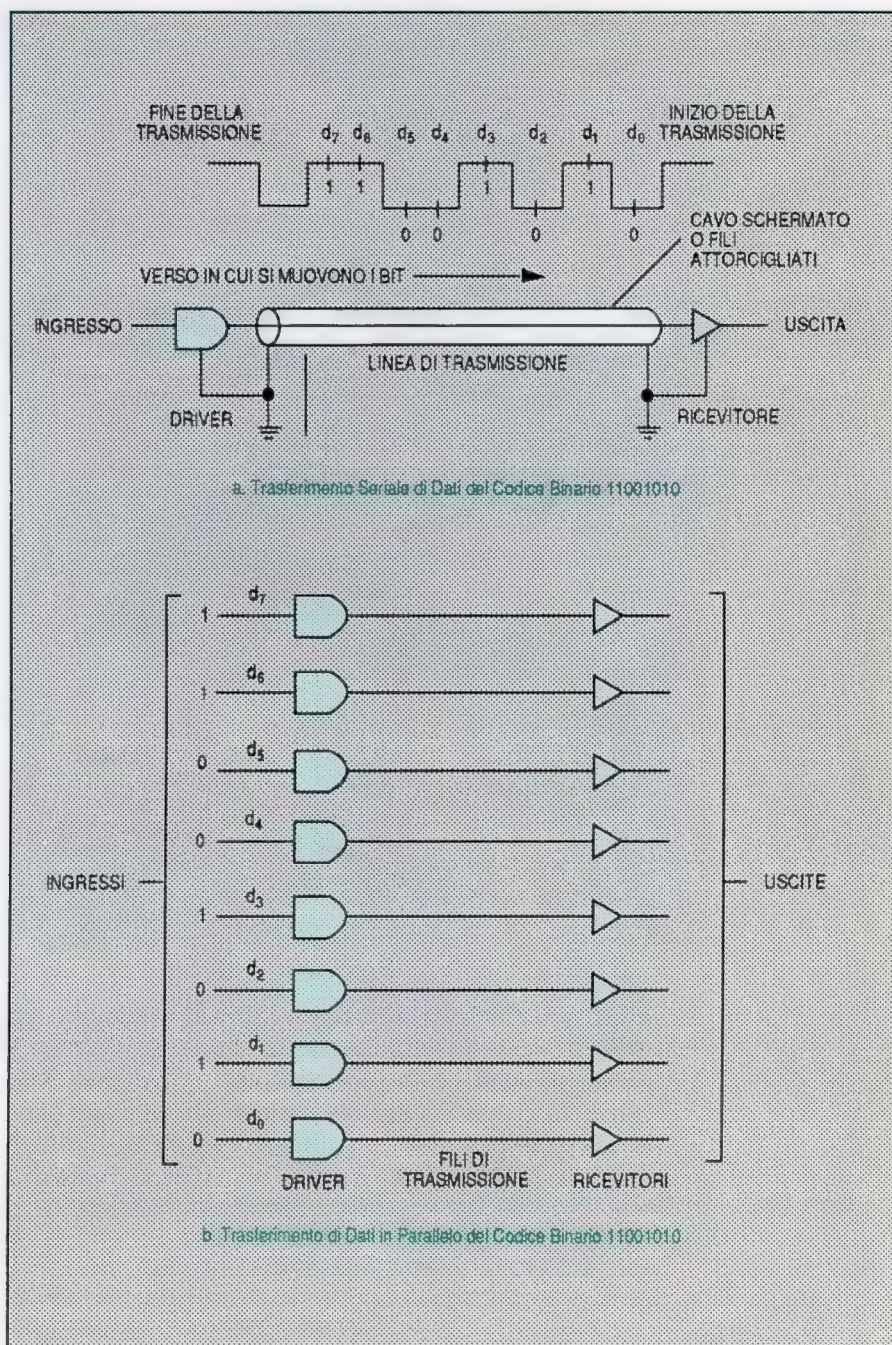 FINE DELLA
TRASMISSIONE
d7 d6 d5 d4 d3 d2 d1 d0
INIZIO DELLA
TRASMISSIONE
1 1 0 0 1 0 1 0
CAVO SCHERMATO
O FILI
ATTORCIGLIATI
VERSO IN CUI SI MUOVONO I BIT
INGRESSO
USCITA
LINEA DI TRASMISSIONE
DRIVER
RICEVITORE
a. Trasferimento Seriale di Dati del Codice Binario 11001010
1 d7
1 d6
0 d5
0 d4
INGRESSI
USCITE
1 d3
0 d2
1 d1
0 d0
DRIVER
FILI DI
TRASMISSIONE
RICEVITORI
b. Trasferimento di Dati in Parallelo del Codice Binario 11001010